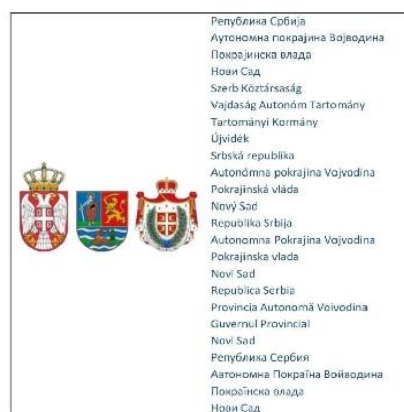 Република Србија
Аутономна покрајина Војводина
Покрајинска влада
Нови Сад
Szerb Köztársaság
Vajdaság Autonóm Tartomány
Tartományi Kormány
Újvidék
Srbská republika
Autonómna pokrajina Vojvodina
Pokrajinská vláda
Nový Sad
Republika Srbija
Autonomna Pokrajina Vojvodina
Pokrajinska vlada
Novi Sad
Republica Serbia
Provincia Autonomă Voivodina
Guvernul Provincial
Novi Sad
Република Сербия
Автономна Покраїна Войводина
Покраїнска влада
Нови Сад